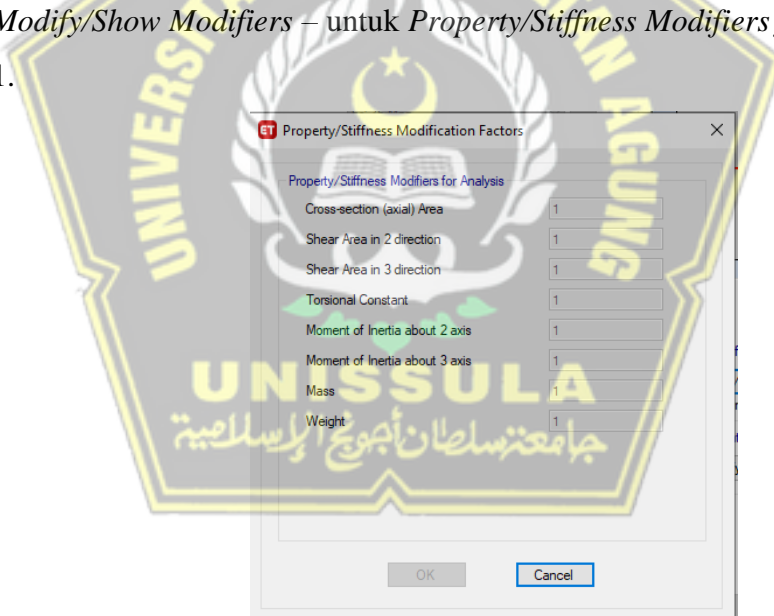 Modify/Show Modifiers – untuk Property/Stiffness Modifiers
1.
Property/Stiffness Modification Factors
Property/Stiffness Modifiers for Analysis
Cross-section (axial) Area 1
Shear Area in 2 direction 1
Shear Area in 3 direction 1
Torsional Constant 1
Moment of Inertia about 2 axis 1
Moment of Inertia about 3 axis 1
Mass 1
Weight 1
OK Cancel
UNISSULA
جامعتنسلطان أجونج الإسلامية
AGUNG